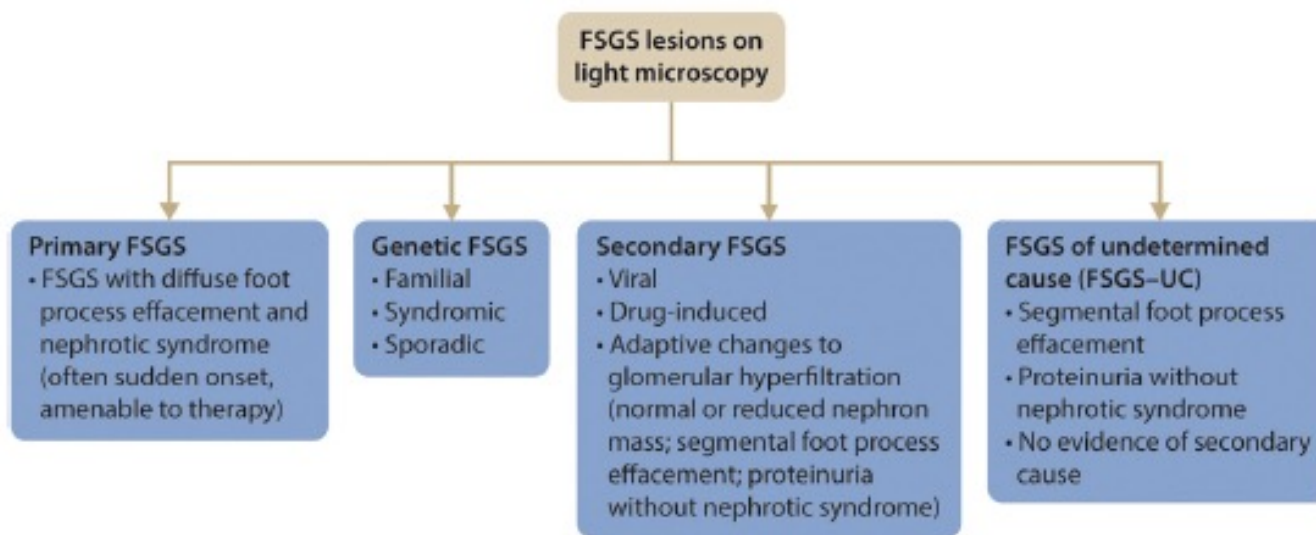 FSGS lesions on
light microscopy
Primary FSGS
• FSGS with diffuse foot
process effacement and
nephrotic syndrome
(often sudden onset,
amenable to therapy)
Genetic FSGS
• Familial
• Syndromic
• Sporadic
Secondary FSGS
• Viral
• Drug-induced
• Adaptive changes to
glomerular hyperfiltration
(normal or reduced nephron
mass; segmental foot process
effacement; proteinuria
without nephrotic syndrome)
FSGS of undetermined
cause (FSGS–UC)
• Segmental foot process
effacement
• Proteinuria without
nephrotic syndrome
• No evidence of secondary
cause